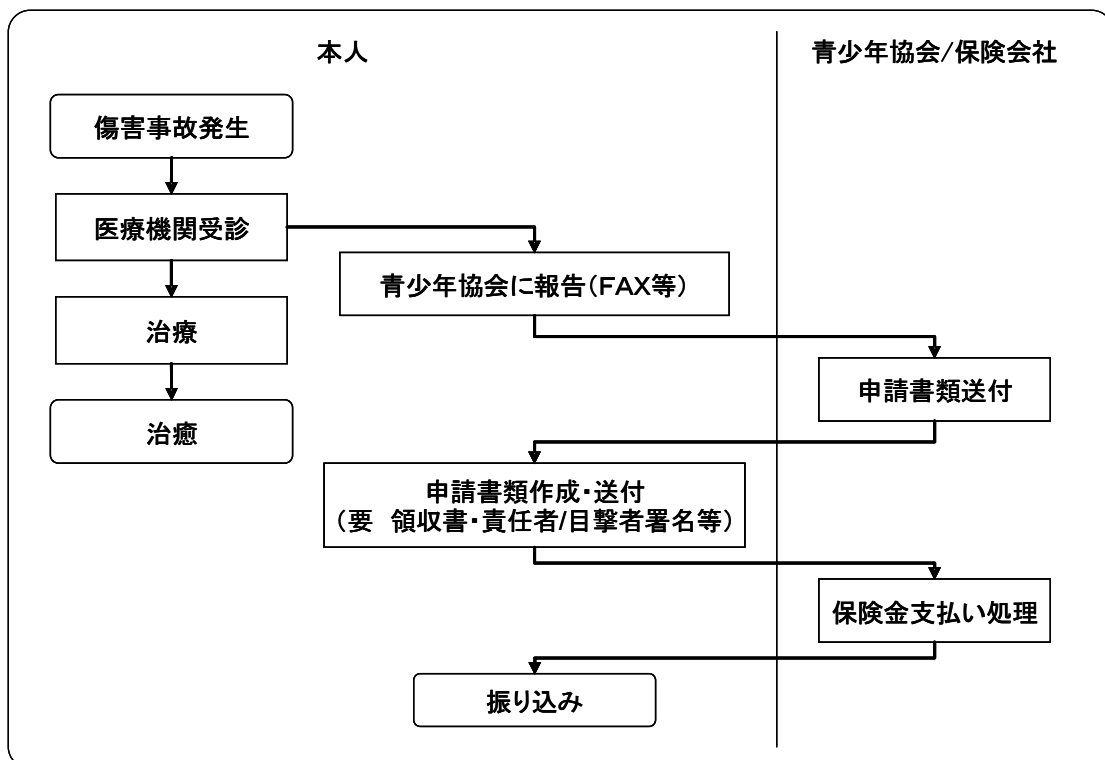 本人
青少年協会/保険会社
傷害事故発生
医療機関受診
青少年協会に報告(FAX等)
治療
申請書類送付
治癒
申請書類作成・送付
(要 領収書・責任者/目撃者署名等)
保険金支払い処理
振り込み